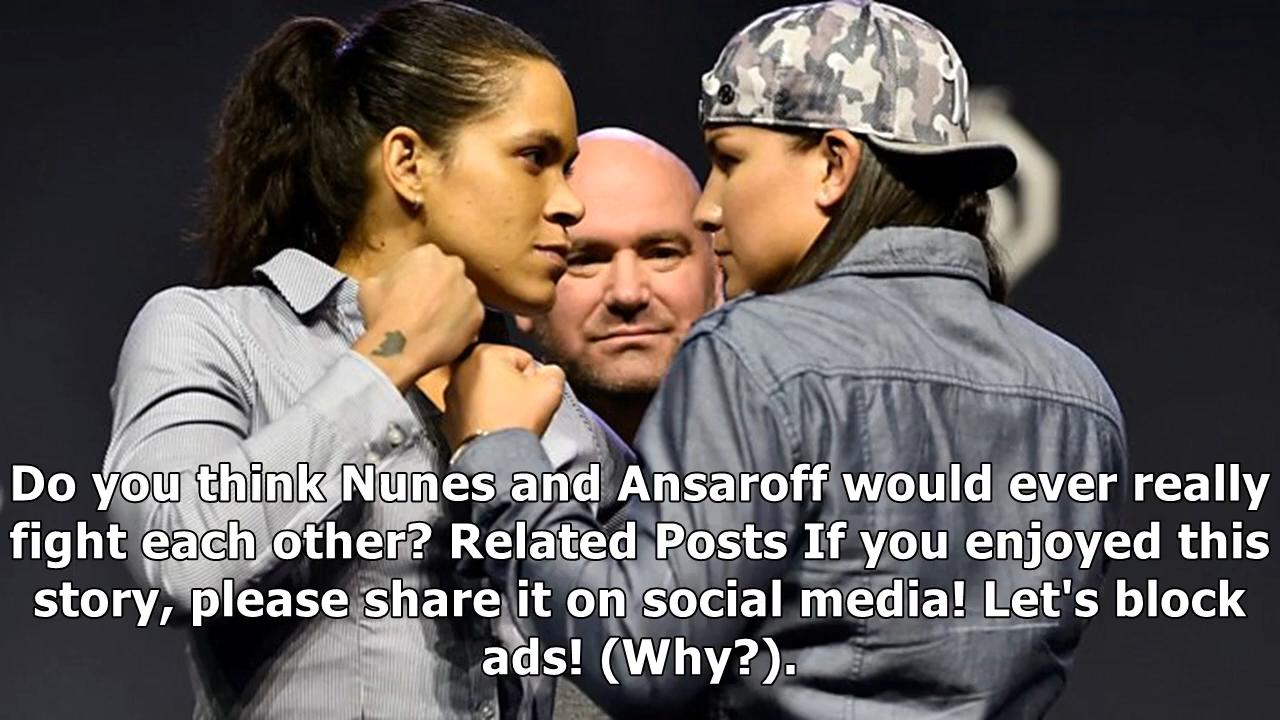 Do you think Nunes and Ansaroff would ever really
fight each other? Related Posts If you enjoyed this
story, please share it on social media! Let's block
ads! (Why?).